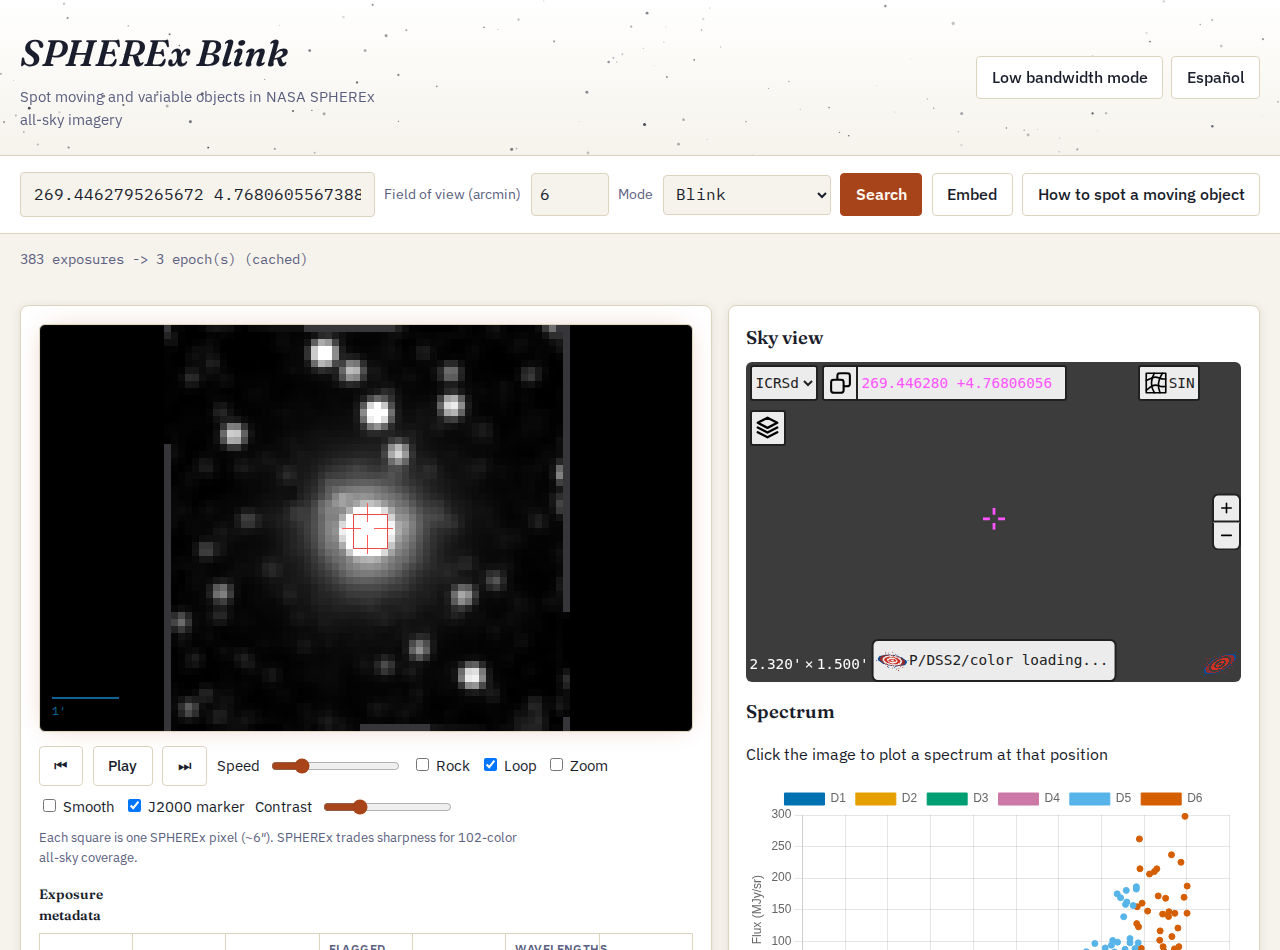 SPHEREx Blink
Spot moving and variable objects in NASA SPHEREx
all-sky imagery
Low bandwidth mode
Español
269.4462795265672 4.7680605567388
Field of view (arcmin)
6
Mode
Blink
Search
Embed
How to spot a moving object
383 exposures -> 3 epoch(s) (cached)
1'
Play
Speed
Rock
Loop
Zoom
Smooth
J2000 marker
Contrast
Each square is one SPHEREx pixel (~6″). SPHEREx trades sharpness for 102-color
all-sky coverage.
Exposure
metadata
FLAGGED
WAVELENGTHS
Sky view
ICRSd
269.446280 +4.76806056
SIN
+
−
2.320' × 1.500'
P/DSS2/color loading...
Spectrum
Click the image to plot a spectrum at that position
D1
D2
D3
D4
D5
D6
300
250
200
150
100
Flux (MJy/sr)